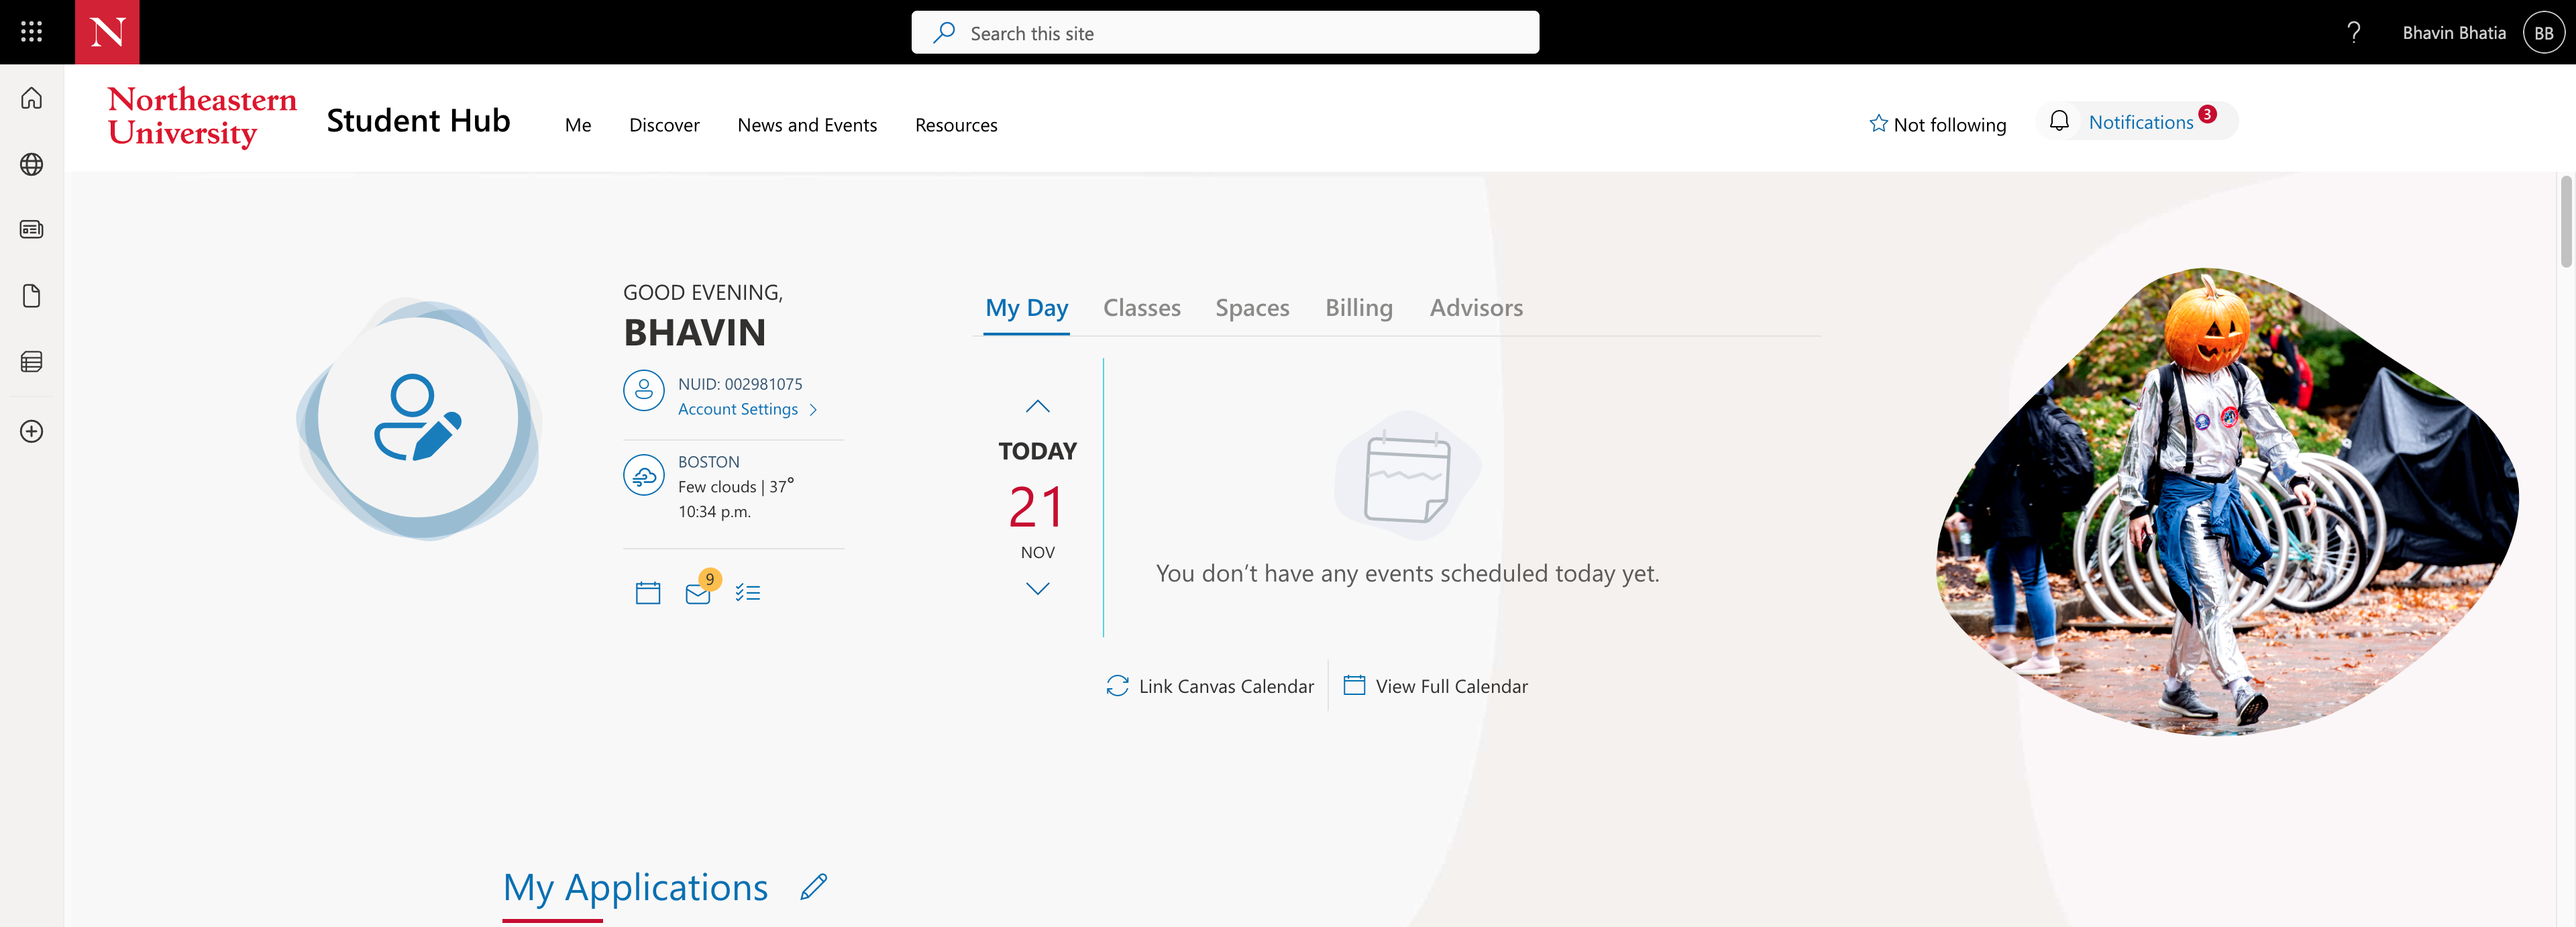 N
Search this site
?
Bhavin Bhatia
BB
Northeastern
University
Student Hub
Me
Discover
News and Events
Resources
Not following
Notifications
3
GOOD EVENING,
BHAVIN
NUID: 002981075
Account Settings
BOSTON
Few clouds | 37°
10:34 p.m.
9
My Day
Classes
Spaces
Billing
Advisors
TODAY
21
NOV
You don’t have any events scheduled today yet.
Link Canvas Calendar
View Full Calendar
My Applications